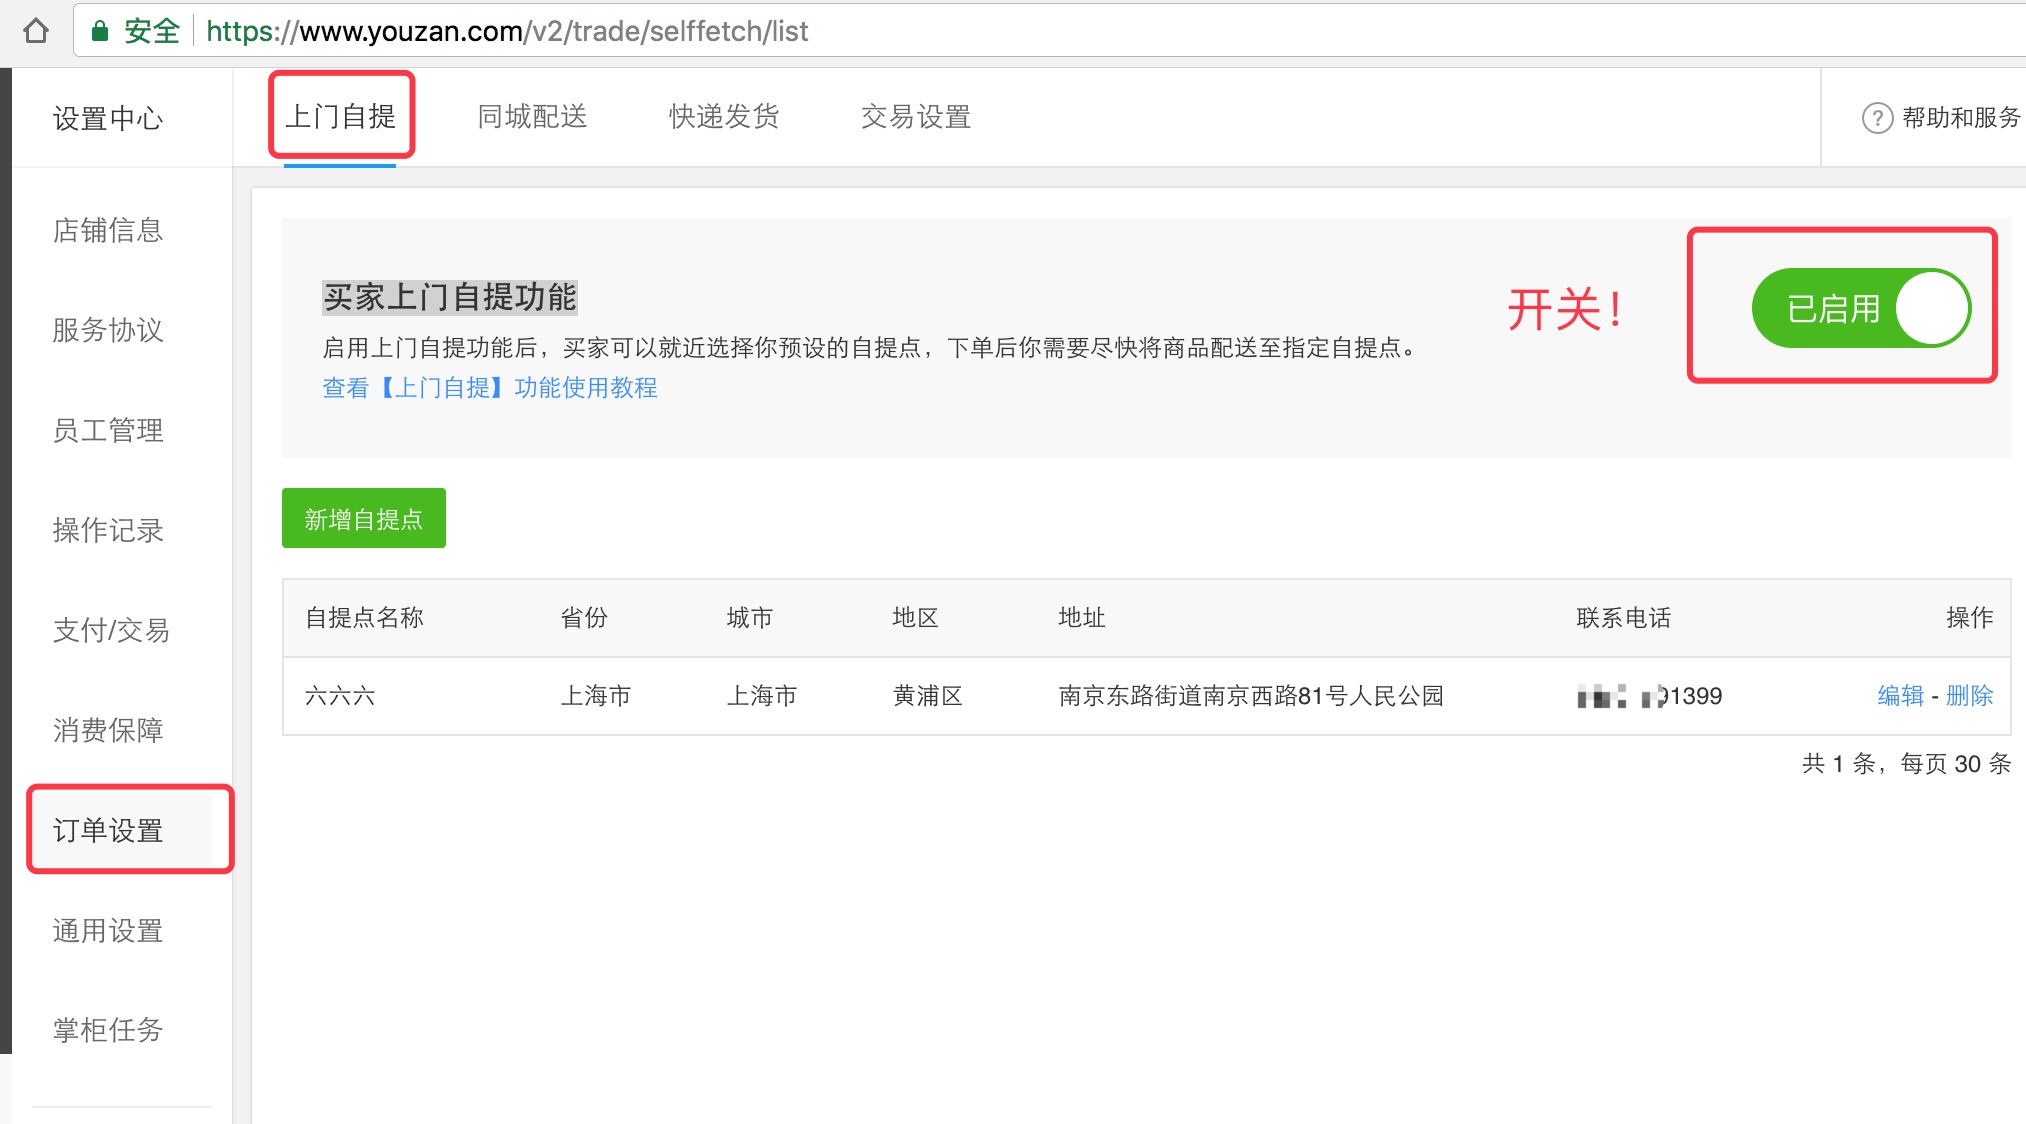 安全 https://www.youzan.com/v2/trade/selffetch/list
设置中心
上门自提 同城配送 快递发货 交易设置
帮助和服务
店铺信息
服务协议
员工管理
操作记录
支付/交易
消费保障
订单设置
通用设置
掌柜任务
买家上门自提功能
启用上门自提功能后，买家可以就近选择你预设的自提点，下单后你需要尽快将商品配送至指定自提点。
查看【上门自提】功能使用教程
开关！
已启用
新增自提点
自提点名称 省份 城市 地区 地址 联系电话 操作
六六六 上海市 上海市 黄浦区 南京东路街道南京西路81号人民公园 1399 编辑 - 删除
共 1 条，每页 30 条